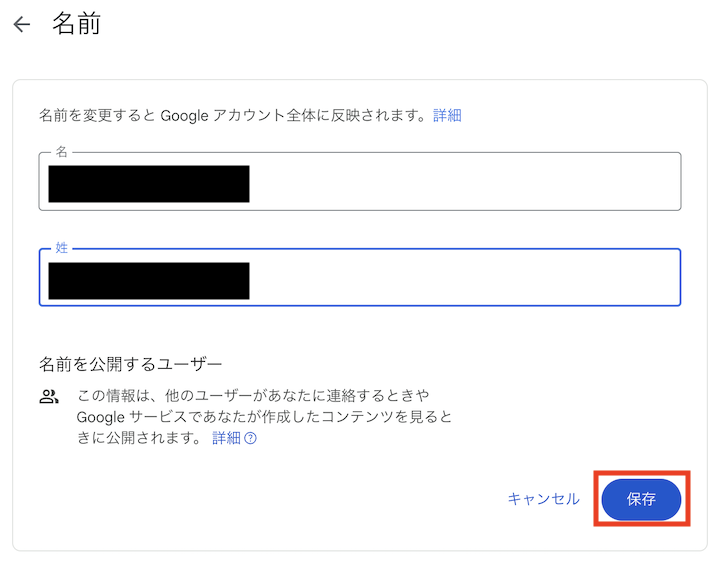 名前
名前を変更すると Google アカウント全体に反映されます。詳細
名
姓
名前を公開するユーザー
この情報は、他のユーザーがあなたに連絡するときや
Google サービスであなたが作成したコンテンツを見ると
きに公開されます。 詳細
キャンセル
保存